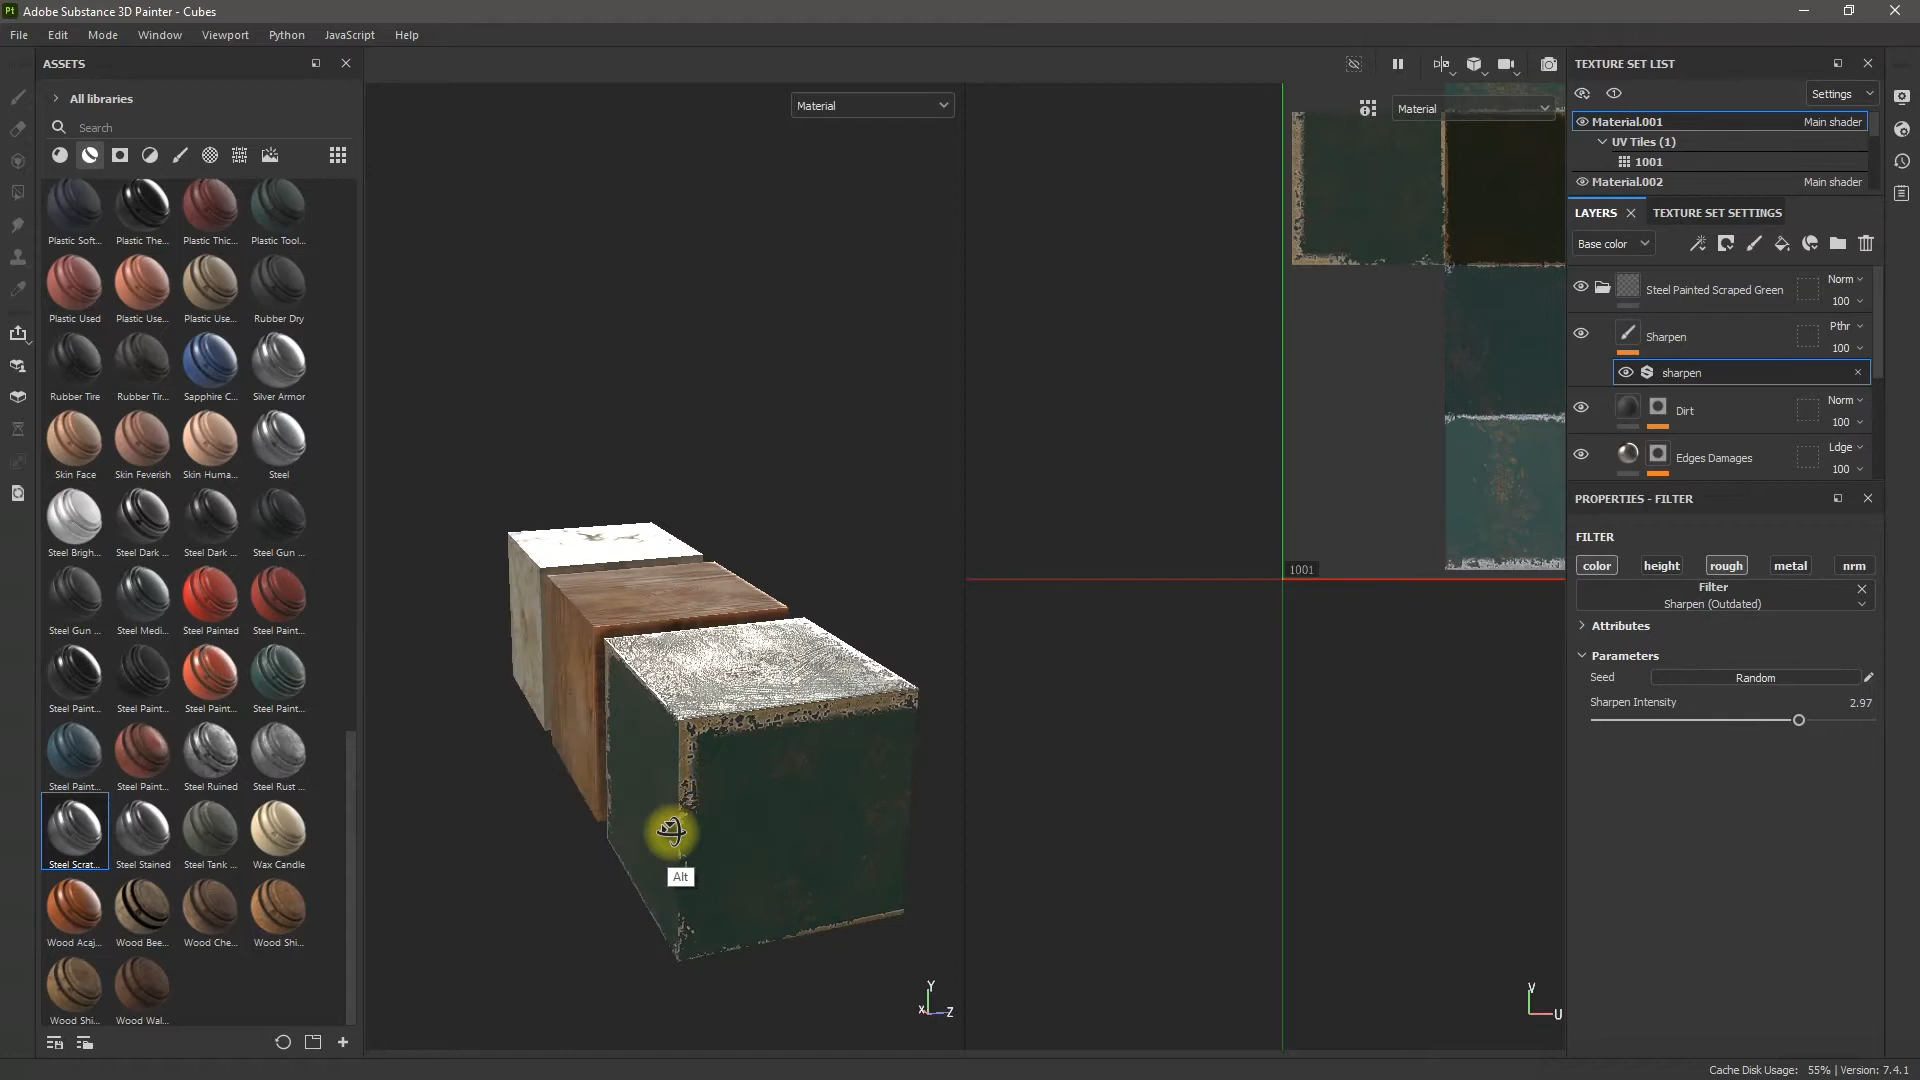 Pt Adobe Substance 3D Painter - Cubes
File Edit Mode Window Viewport Python JavaScript Help
ASSETS
All libraries
Search
Plastic Soft... Plastic The... Plastic Thic... Plastic Tool...
Plastic Used Plastic Use... Plastic Use... Rubber Dry
Rubber Tire Rubber Tir... Sapphire C... Silver Armor
Skin Face Skin Feverish Skin Huma... Steel
Steel Brigh... Steel Dark ... Steel Dark ... Steel Gun ...
Steel Gun ... Steel Medi... Steel Painted Steel Paint...
Steel Paint... Steel Paint... Steel Paint... Steel Paint...
Steel Paint... Steel Paint... Steel Ruined Steel Rust ...
Steel Scrat... Steel Stained Steel Tank ... Wax Candle
Wood Acaj... Wood Bee... Wood Che... Wood Shi...
Wood Shi... Wood Wal...
Material
Alt
Y
X Z
Material
1001
V
U
TEXTURE SET LIST
Settings
Material.001 Main shader
UV Tiles (1)
1001
Material.002 Main shader
LAYERS TEXTURE SET SETTINGS
Base color
Steel Painted Scraped Green Norm 100
Sharpen Pthr 100
sharpen
Dirt Norm 100
Edges Damages Ldge 100
PROPERTIES - FILTER
FILTER
color height rough metal nrm
Filter
Sharpen (Outdated)
Attributes
Parameters
Seed Random
Sharpen Intensity 2.97
Cache Disk Usage: 55% | Version: 7.4.1